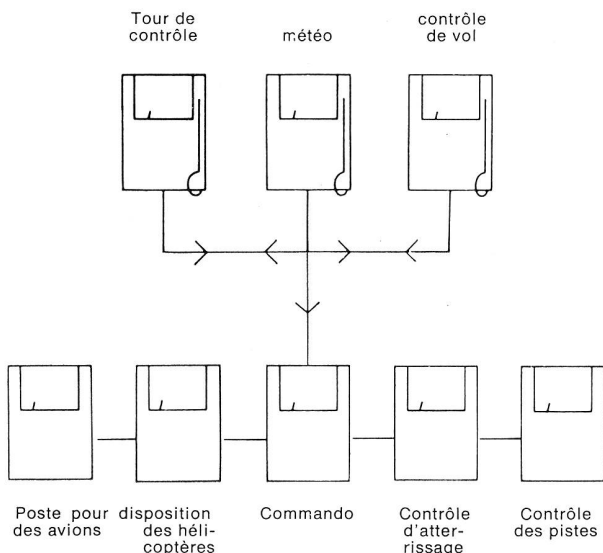 Tour de
contrôle
météo
contrôle
de vol
Poste pour
des avions
disposition
des héli-
coptères
Commando
Contrôle
d'atter-
rissage
Contrôle
des pistes